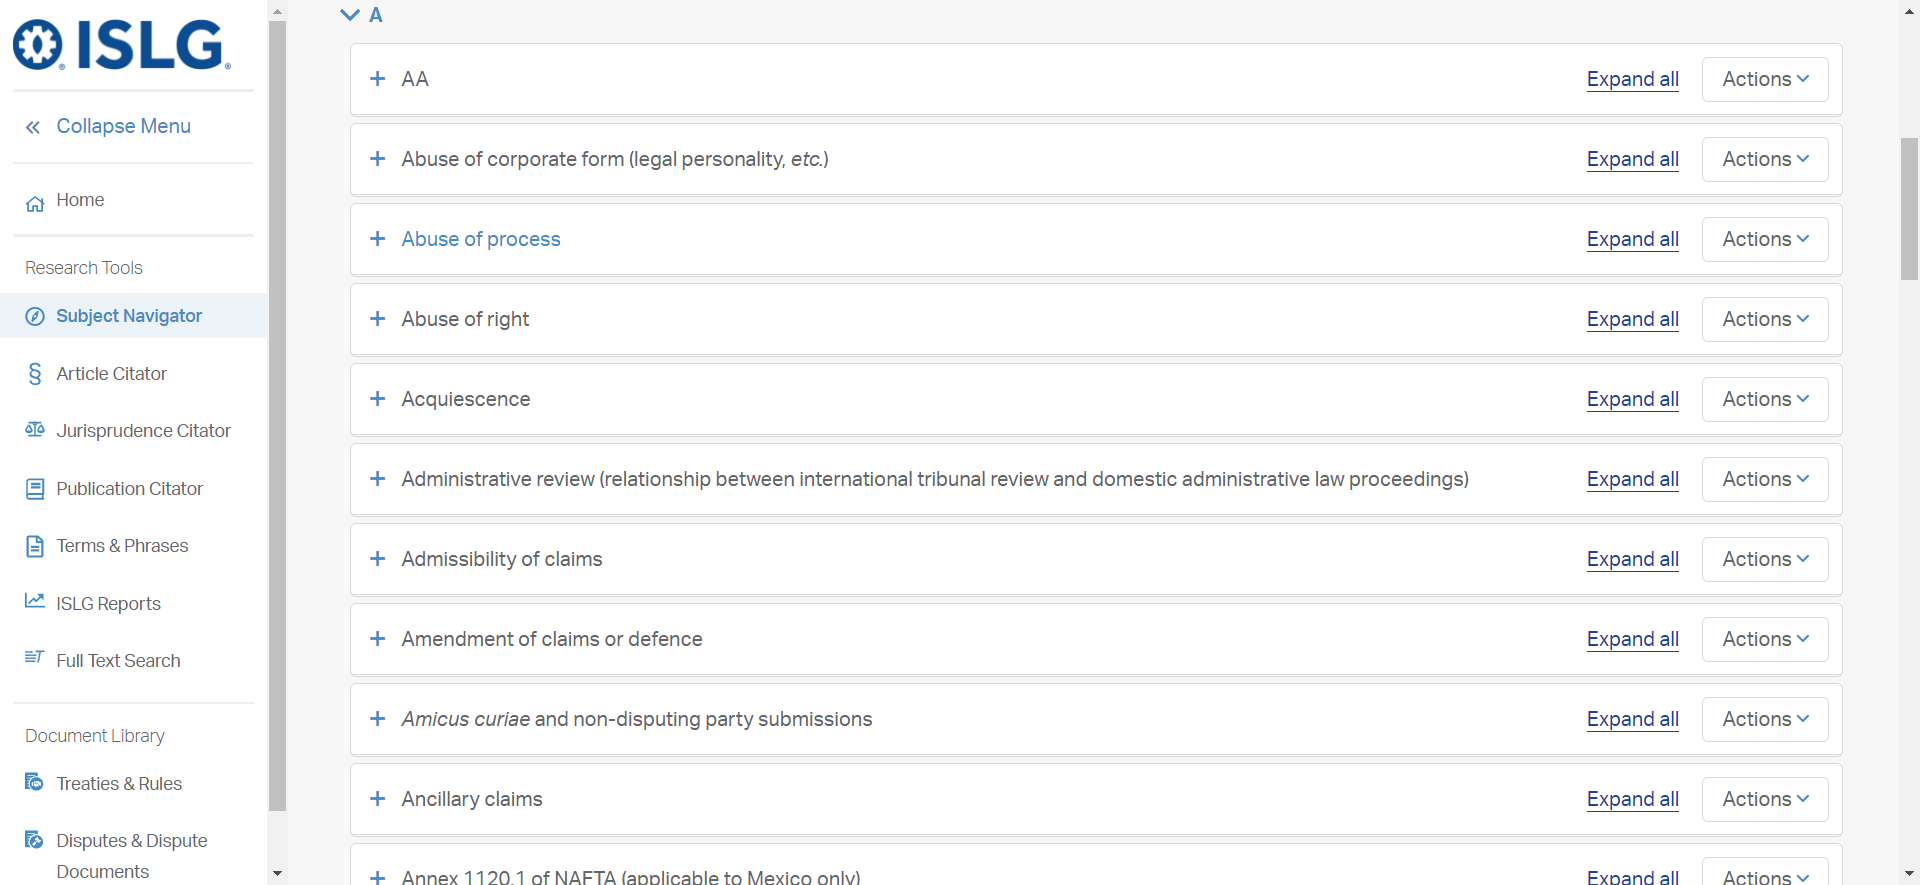 ISLG
Collapse Menu
Home
Research Tools
Subject Navigator
Article Citator
Jurisprudence Citator
Publication Citator
Terms & Phrases
ISLG Reports
Full Text Search
Document Library
Treaties & Rules
Disputes & Dispute
Documents
A
AA Expand all Actions
Abuse of corporate form (legal personality, etc.) Expand all Actions
Abuse of process Expand all Actions
Abuse of right Expand all Actions
Acquiescence Expand all Actions
Administrative review (relationship between international tribunal review and domestic administrative law proceedings) Expand all Actions
Admissibility of claims Expand all Actions
Amendment of claims or defence Expand all Actions
Amicus curiae and non-disputing party submissions Expand all Actions
Ancillary claims Expand all Actions
Annex 1120.1 of NAFTA (applicable to Mexico only) Expand all Actions